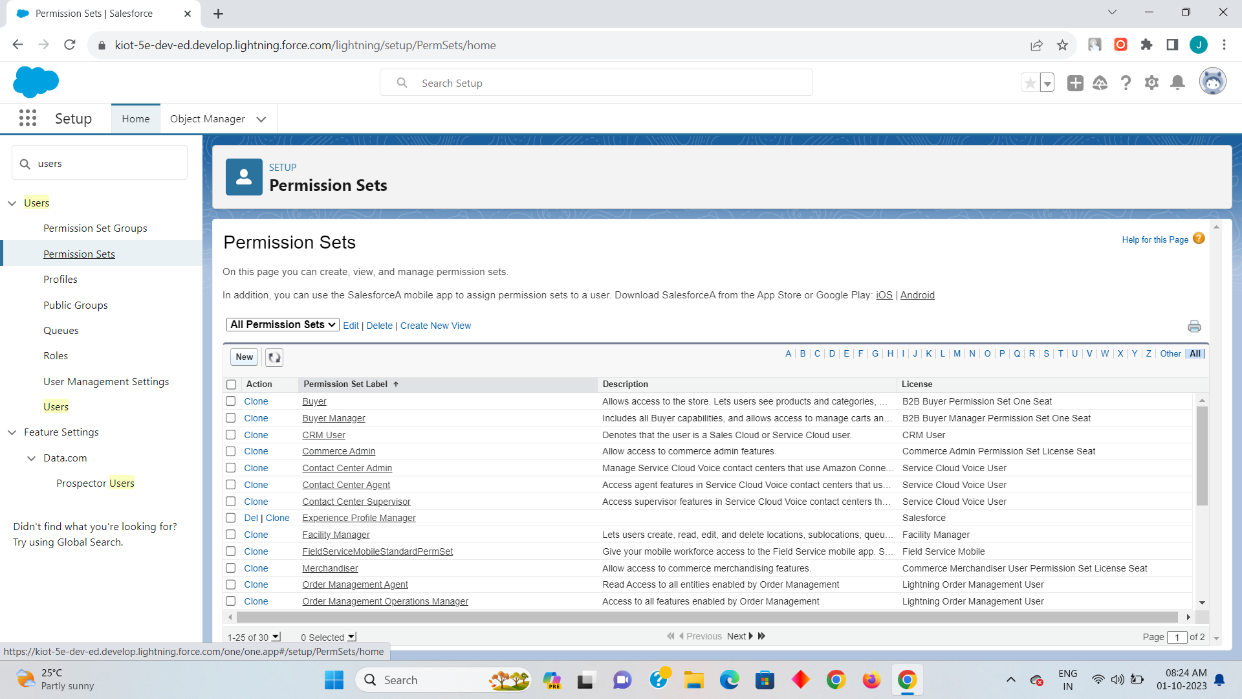 Permission Sets | Salesforce
kiot-5e-dev-ed.develop.lightning.force.com/lightning/setup/PermSets/home
J
Search Setup
Setup
Home
Object Manager
users
Users
Permission Set Groups
Permission Sets
Profiles
Public Groups
Queues
Roles
User Management Settings
Users
Feature Settings
Data.com
Prospector Users
Didn't find what you're looking for?
Try using Global Search.
SETUP
Permission Sets
Permission Sets
Help for this Page ?
On this page you can create, view, and manage permission sets.
In addition, you can use the SalesforceA mobile app to assign permission sets to a user. Download SalesforceA from the App Store or Google Play: iOS | Android
All Permission Sets Edit | Delete | Create New View
New A | B | C | D | E | F | G | H | I | J | K | L | M | N | O | P | Q | R | S | T | U | V | W | X | Y | Z | Other | All
Action Permission Set Label Description License
Clone Buyer Allows access to the store. Lets users see products and categories, ... B2B Buyer Permission Set One Seat
Clone Buyer Manager Includes all Buyer capabilities, and allows access to manage carts an... B2B Buyer Manager Permission Set One Seat
Clone CRM User Denotes that the user is a Sales Cloud or Service Cloud user. CRM User
Clone Commerce Admin Allow access to commerce admin features. Commerce Admin Permission Set License Seat
Clone Contact Center Admin Manage Service Cloud Voice contact centers that use Amazon Conne... Service Cloud Voice User
Clone Contact Center Agent Access agent features in Service Cloud Voice contact centers that us... Service Cloud Voice User
Clone Contact Center Supervisor Access supervisor features in Service Cloud Voice contact centers th... Service Cloud Voice User
Del | Clone Experience Profile Manager Salesforce
Clone Facility Manager Lets users create, read, edit, and delete locations, sublocations, queu... Facility Manager
Clone FieldServiceMobileStandardPermSet Give your mobile workforce access to the Field Service mobile app. S... Field Service Mobile
Clone Merchandiser Allow access to commerce merchandising features. Commerce Merchandiser User Permission Set License Seat
Clone Order Management Agent Read Access to all entities enabled by Order Management Lightning Order Management User
Clone Order Management Operations Manager Access to all features enabled by Order Management Lightning Order Management User
1-25 of 30 0 Selected Previous Next Page 1 of 2
https://kiot-5e-dev-ed.develop.lightning.force.com/one/one.app#/setup/PermSets/home
25°C
Partly sunny
Search
PRE
ENG
IN
08:24 AM
01-10-2023